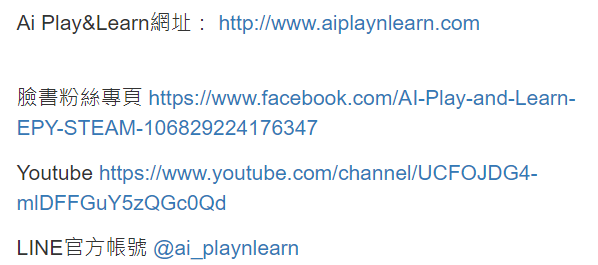 Ai Play&Learn網址： http://www.aiplaynlearn.com
臉書粉絲專頁 https://www.facebook.com/AI-Play-and-Learn-
EPY-STEAM-106829224176347
Youtube https://www.youtube.com/channel/UCFOJDG4-
mlDFFGuY5zQGc0Qd
LINE官方帳號 @ai_playnlearn